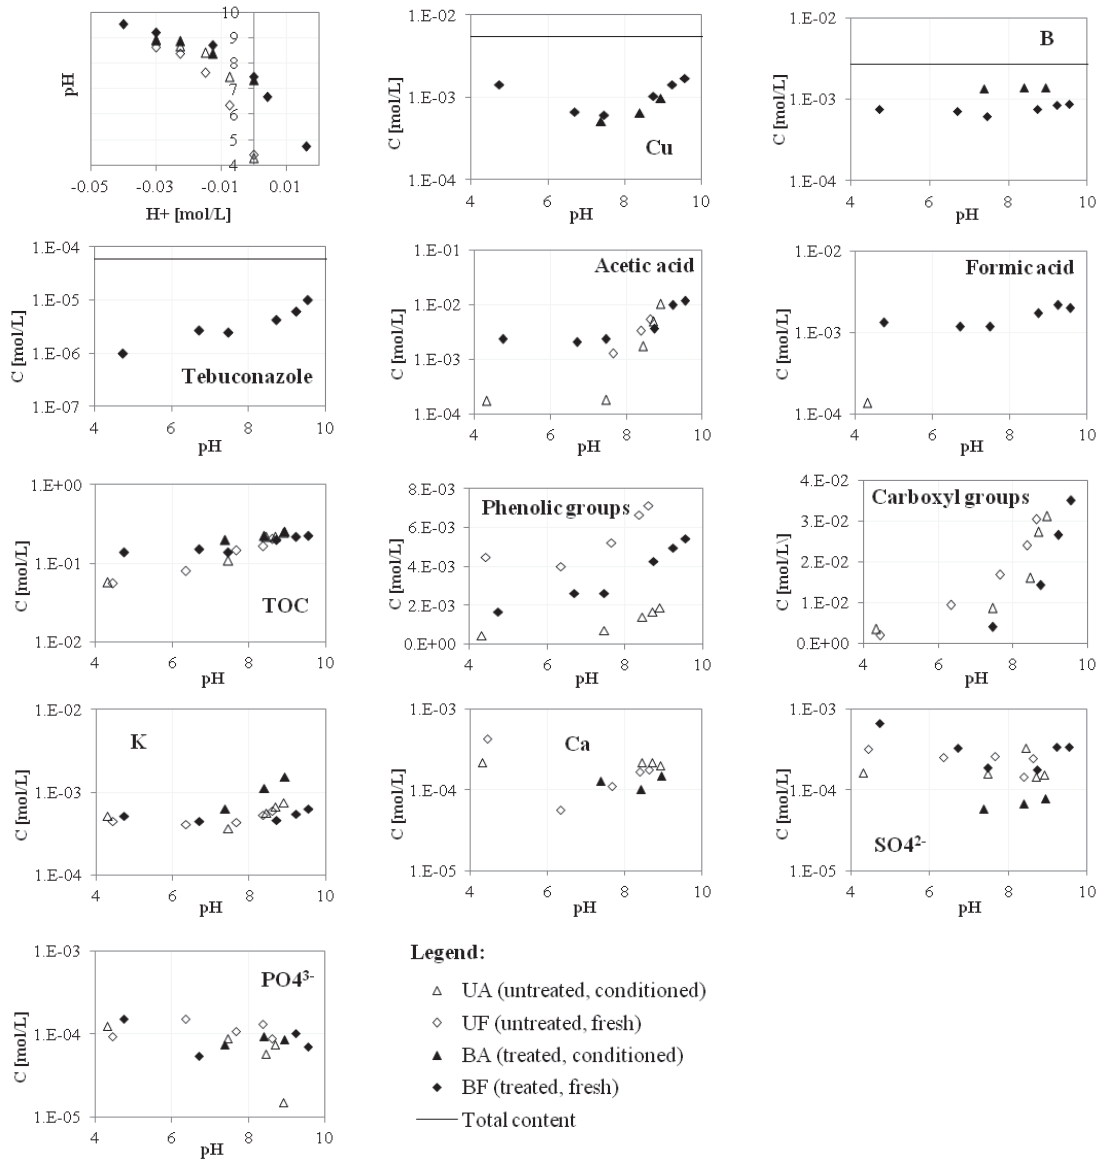 10
9
8
7
6
5
4
pH
-0.05 -0.03 -0.01 0.01
H+ [mol/L]
1.E-02
1.E-03
1.E-04
C [mol/L]
Cu
4 6 8 10
pH
1.E-02
1.E-03
1.E-04
C [mol/L]
B
4 6 8 10
pH
1.E-04
1.E-05
1.E-06
1.E-07
C [mol/L]
Tebuconazole
4 6 8 10
pH
1.E-01
1.E-02
1.E-03
1.E-04
C [mol/L]
Acetic acid
4 6 8 10
pH
1.E-02
1.E-03
1.E-04
C [mol/L]
Formic acid
4 6 8 10
pH
1.E+00
1.E-01
1.E-02
C [mol/L]
TOC
4 6 8 10
pH
8.E-03
6.E-03
4.E-03
2.E-03
0.E+00
C [mol/L]
Phenolic groups
4 6 8 10
pH
4.E-02
3.E-02
2.E-02
1.E-02
0.E+00
C [mol/L\]
Carboxyl groups
4 6 8 10
pH
1.E-02
1.E-03
1.E-04
C [mol/L]
K
4 6 8 10
pH
1.E-03
1.E-04
1.E-05
C [mol/L]
Ca
4 6 8 10
pH
1.E-03
1.E-04
1.E-05
C [mol/L]
SO4²⁻
4 6 8 10
pH
1.E-03
1.E-04
1.E-05
C [mol/L]
PO4³⁻
4 6 8 10
pH
Legend:
UA (untreated, conditioned)
UF (untreated, fresh)
BA (treated, conditioned)
BF (treated, fresh)
Total content